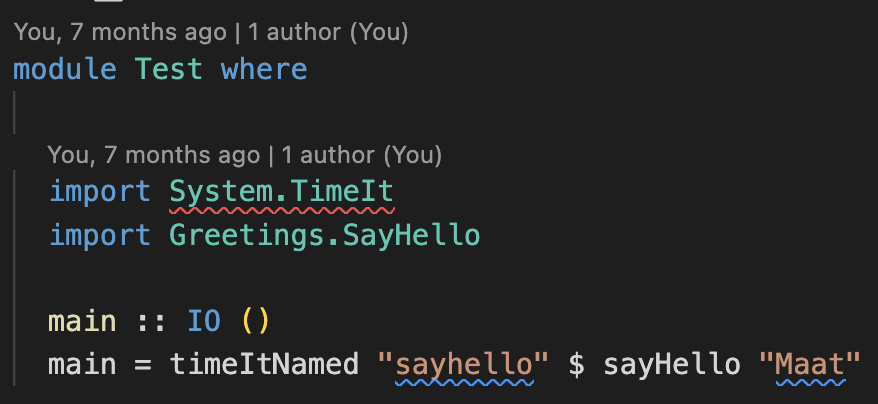 You, 7 months ago | 1 author (You)
module Test where
You, 7 months ago | 1 author (You)
import System.TimeIt
import Greetings.SayHello
main :: IO ()
main = timeItNamed "sayhello" $ sayHello "Maat"